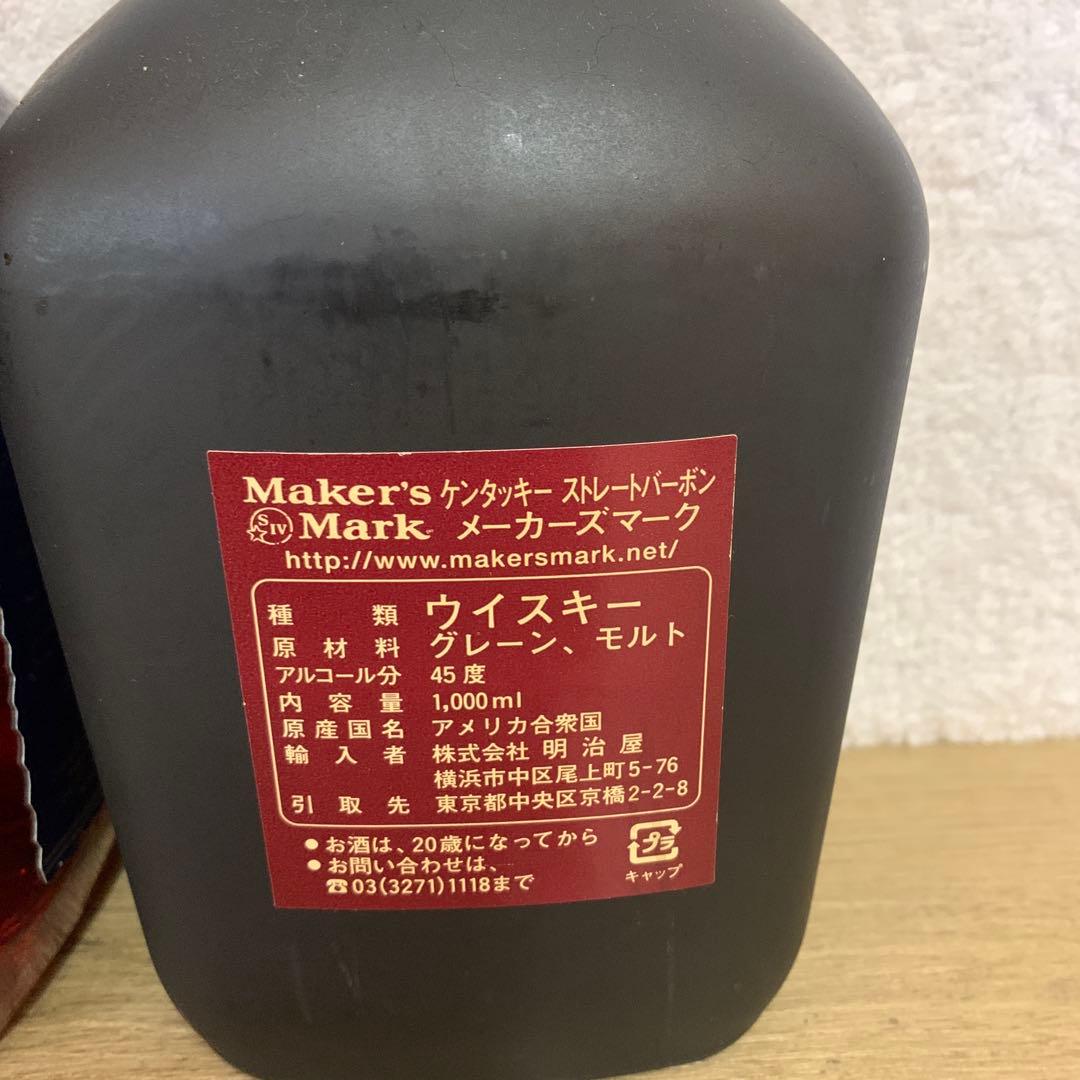 Maker's ケンタッキー ストレートバーボン
SIV Mark メーカーズマーク
http://www.makersmark.net/
種類 ウイスキー
原材料 グレーン、モルト
アルコール分 45度
内容量 1,000ml
原産国名 アメリカ合衆国
輸入者 株式会社 明治屋
横浜市中区尾上町5-76
引取先 東京都中央区京橋2-2-8
●お酒は、20歳になってから
●お問い合わせは、
☎03(3271)1118まで
プラ
キャップ